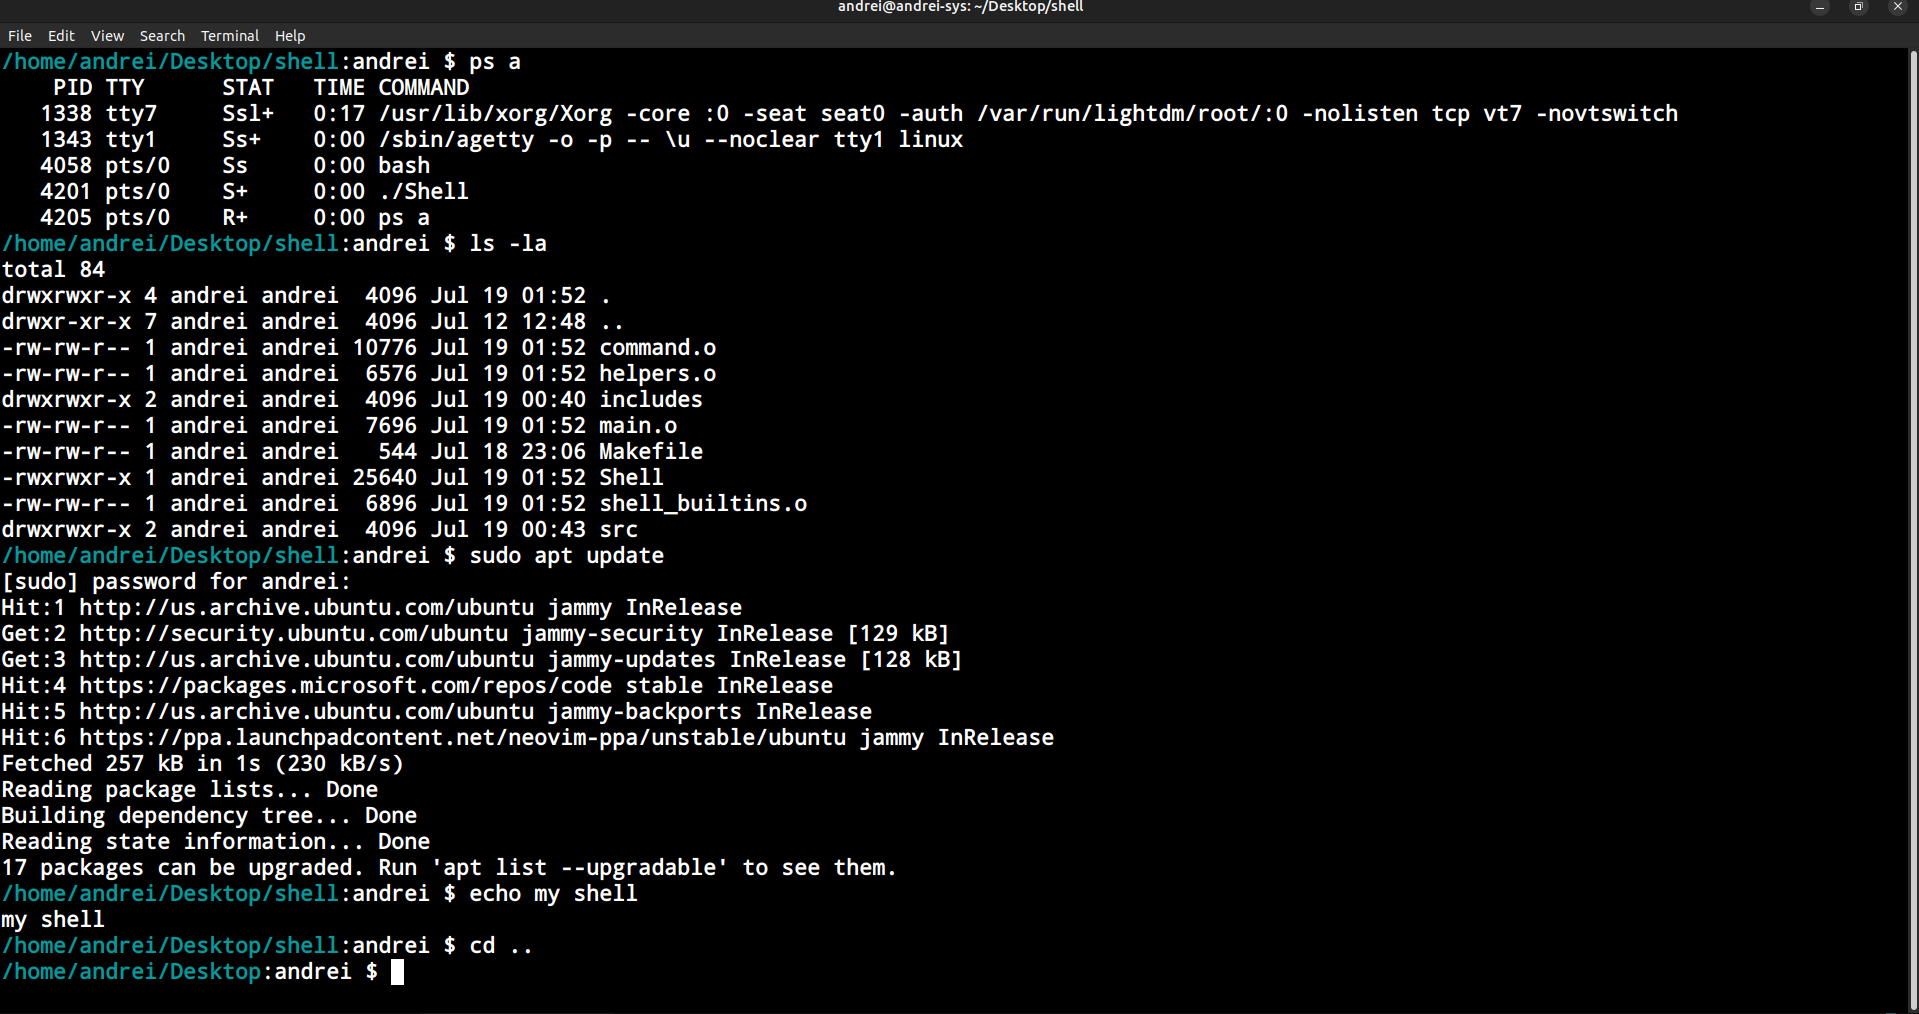 andrei@andrei-sys: ~/Desktop/shell
File Edit View Search Terminal Help
/home/andrei/Desktop/shell:andrei $ ps a
    PID TTY      STAT   TIME COMMAND
   1338 tty7     Ssl+   0:17 /usr/lib/xorg/Xorg -core :0 -seat seat0 -auth /var/run/lightdm/root/:0 -nolisten tcp vt7 -novtswitch
   1343 tty1     Ss+    0:00 /sbin/agetty -o -p -- \u --noclear tty1 linux
   4058 pts/0    Ss     0:00 bash
   4201 pts/0    S+     0:00 ./Shell
   4205 pts/0    R+     0:00 ps a
/home/andrei/Desktop/shell:andrei $ ls -la
total 84
drwxrwxr-x 4 andrei andrei  4096 Jul 19 01:52 .
drwxr-xr-x 7 andrei andrei  4096 Jul 12 12:48 ..
-rw-rw-r-- 1 andrei andrei 10776 Jul 19 01:52 command.o
-rw-rw-r-- 1 andrei andrei  6576 Jul 19 01:52 helpers.o
drwxrwxr-x 2 andrei andrei  4096 Jul 19 00:40 includes
-rw-rw-r-- 1 andrei andrei  7696 Jul 19 01:52 main.o
-rw-rw-r-- 1 andrei andrei   544 Jul 18 23:06 Makefile
-rwxrwxr-x 1 andrei andrei 25640 Jul 19 01:52 Shell
-rw-rw-r-- 1 andrei andrei  6896 Jul 19 01:52 shell_builtins.o
drwxrwxr-x 2 andrei andrei  4096 Jul 19 00:43 src
/home/andrei/Desktop/shell:andrei $ sudo apt update
[sudo] password for andrei:
Hit:1 http://us.archive.ubuntu.com/ubuntu jammy InRelease
Get:2 http://security.ubuntu.com/ubuntu jammy-security InRelease [129 kB]
Get:3 http://us.archive.ubuntu.com/ubuntu jammy-updates InRelease [128 kB]
Hit:4 https://packages.microsoft.com/repos/code stable InRelease
Hit:5 http://us.archive.ubuntu.com/ubuntu jammy-backports InRelease
Hit:6 https://ppa.launchpadcontent.net/neovim-ppa/unstable/ubuntu jammy InRelease
Fetched 257 kB in 1s (230 kB/s)
Reading package lists... Done
Building dependency tree... Done
Reading state information... Done
17 packages can be upgraded. Run 'apt list --upgradable' to see them.
/home/andrei/Desktop/shell:andrei $ echo my shell
my shell
/home/andrei/Desktop/shell:andrei $ cd ..
/home/andrei/Desktop:andrei $